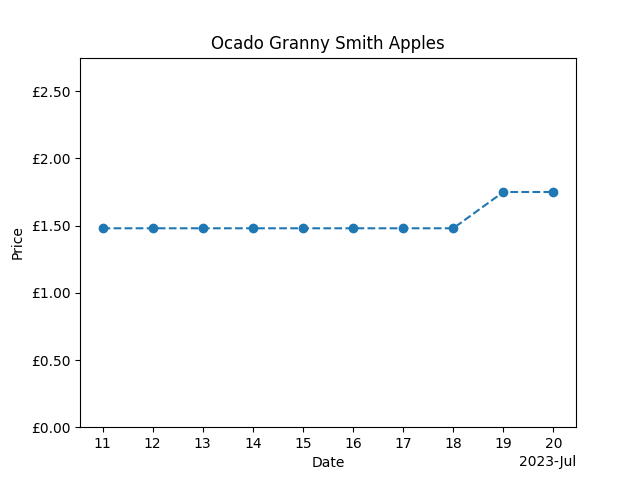 Ocado Granny Smith Apples
£2.50
£2.00
£1.50
£1.00
£0.50
£0.00
Price
11 12 13 14 15 16 17 18 19 20
Date
2023-Jul